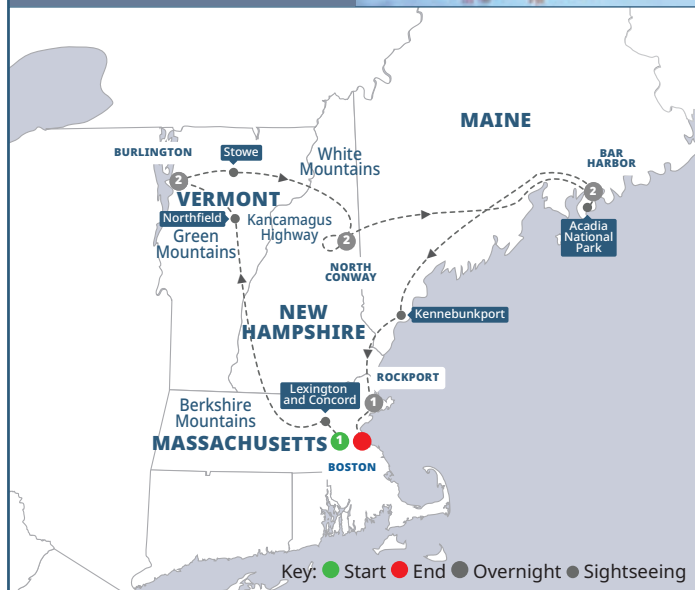 MAINE
BURLINGTON
Stowe
White
Mountains
BAR
HARBOR
2
2
VERMONT
Northfield
Kancamagus
Highway
Green
Mountains
2
NORTH
CONWAY
Acadia
National
Park
NEW
HAMPSHIRE
Kennebunkport
ROCKPORT
Lexington
and Concord
1
Berkshire
Mountains
MASSACHUSETTS
1
BOSTON
Key: Start End Overnight Sightseeing